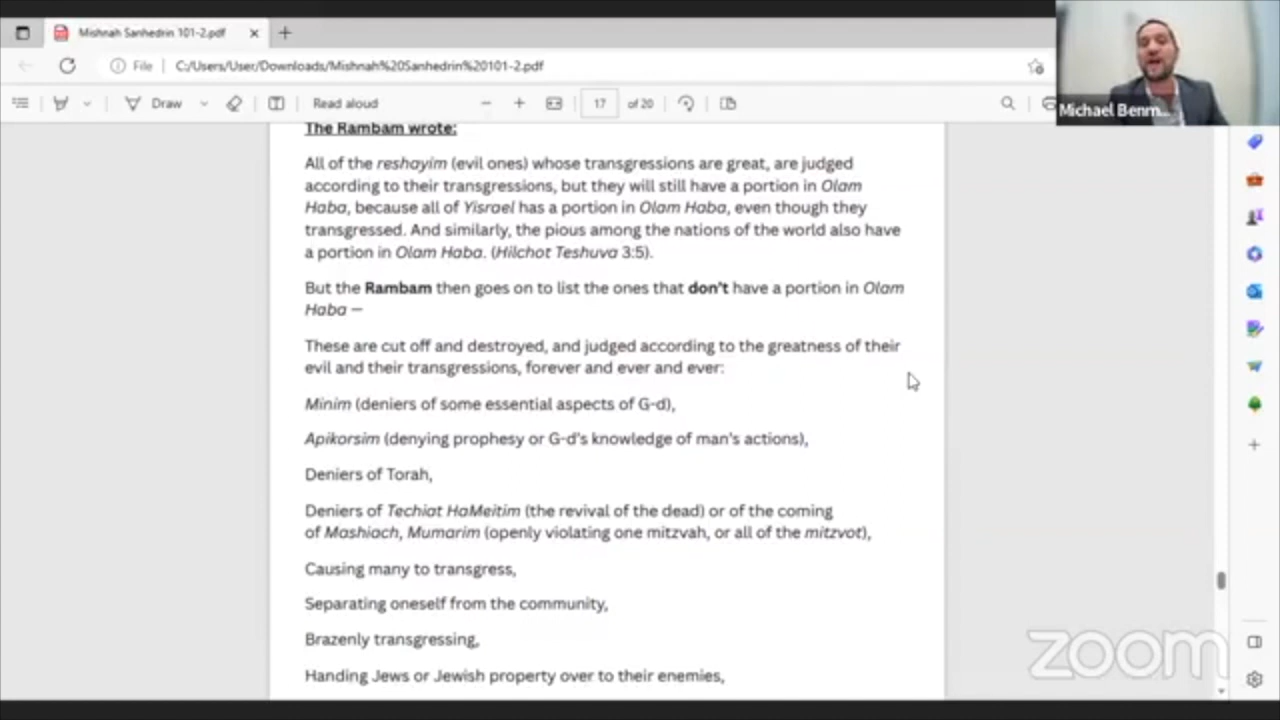 Mishnah Sanhedrin 101-2.pdf
File C:/Users/User/Downloads/Mishnah%20Sanhedrin%20101-2.pdf
Draw Read aloud 17 of 20
Michael Benm...
The Rambam wrote:
All of the reshayim (evil ones) whose transgressions are great, are judged
according to their transgressions, but they will still have a portion in Olam
Haba, because all of Yisrael has a portion in Olam Haba, even though they
transgressed. And similarly, the pious among the nations of the world also have
a portion in Olam Haba. (Hilchot Teshuva 3:5).
But the Rambam then goes on to list the ones that don't have a portion in Olam
Haba —
These are cut off and destroyed, and judged according to the greatness of their
evil and their transgressions, forever and ever and ever:
Minim (deniers of some essential aspects of G-d),
Apikorsim (denying prophesy or G-d's knowledge of man's actions),
Deniers of Torah,
Deniers of Techiat HaMeitim (the revival of the dead) or of the coming
of Mashiach, Mumarim (openly violating one mitzvah, or all of the mitzvot),
Causing many to transgress,
Separating oneself from the community,
Brazenly transgressing,
Handing Jews or Jewish property over to their enemies,
zoom